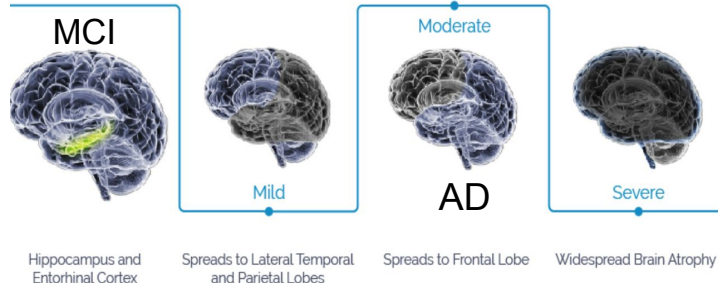 MCI
Moderate
Mild
AD
Severe
Hippocampus and
Entorhinal Cortex
Spreads to Lateral Temporal
and Parietal Lobes
Spreads to Frontal Lobe
Widespread Brain Atrophy